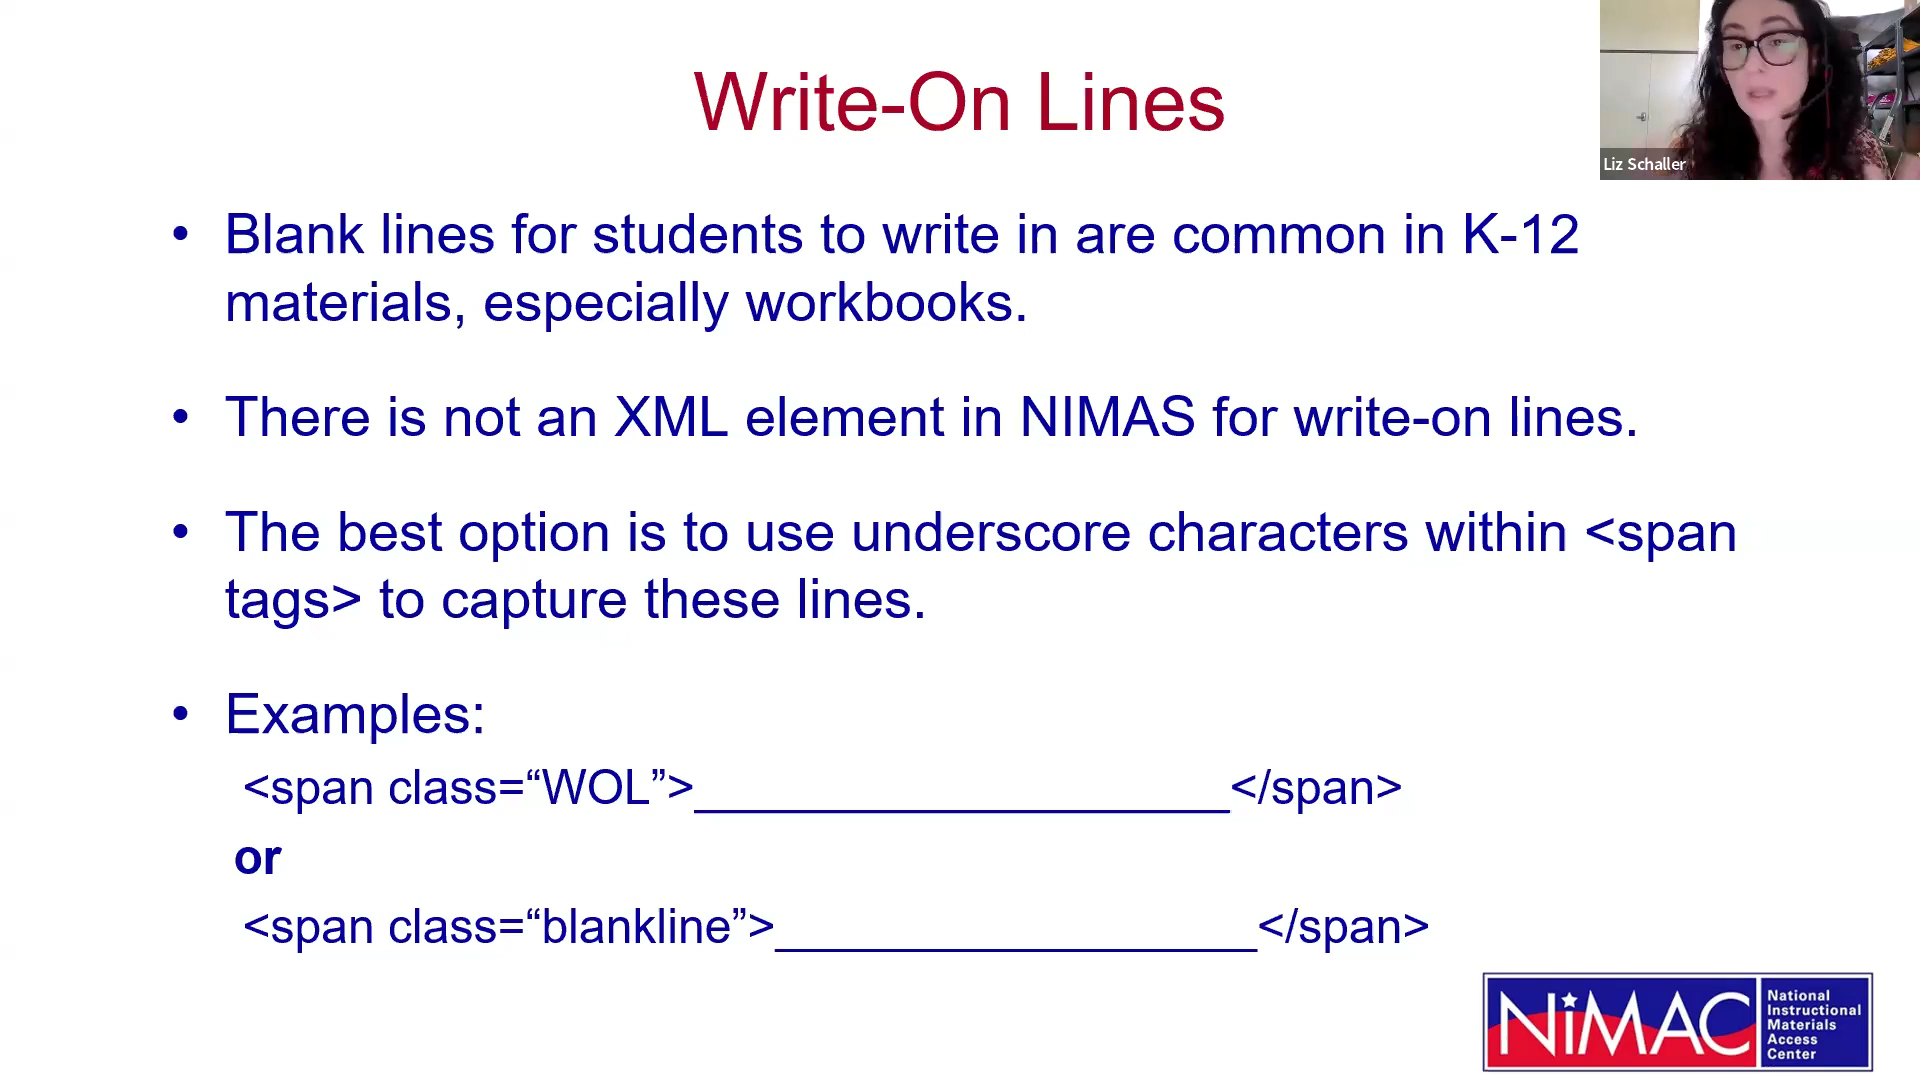 Write-On Lines
Liz Schaller
• Blank lines for students to write in are common in K-12
materials, especially workbooks.
• There is not an XML element in NIMAS for write-on lines.
• The best option is to use underscore characters within <span
tags> to capture these lines.
• Examples:
<span class=“WOL”>____________________</span>
or
<span class=“blankline”>__________________</span>
NiMAC
National
Instructional
Materials
Access
Center